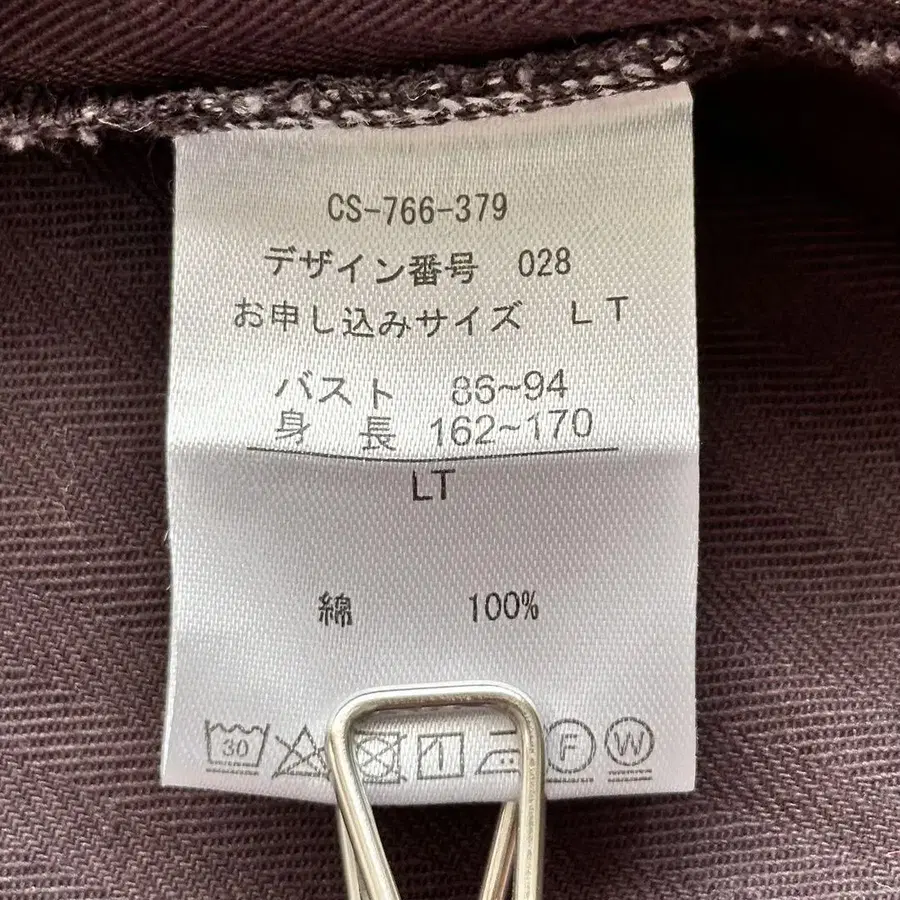 CS-766-379
デザイン番号 028
お申し込みサイズ LT
バスト 86~94
身長 162~170
LT
綿 100%
30 F W